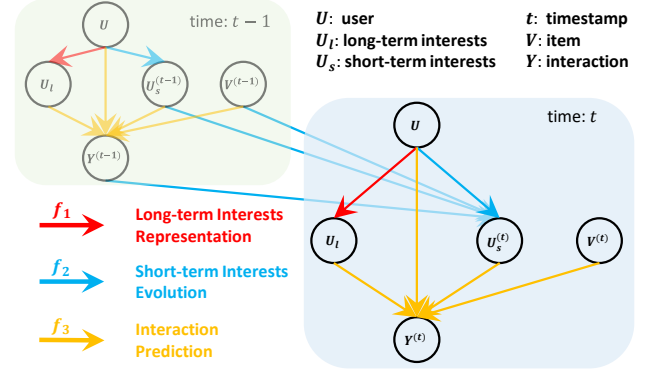 U
time: t − 1
U: user
t: timestamp
U_l: long-term interests
V: item
U_s: short-term interests
Y: interaction
U_l
U_s^(t−1)
V^(t−1)
Y^(t−1)
time: t
U
f_1
Long-term Interests
Representation
U_l
U_s^(t)
V^(t)
f_2
Short-term Interests
Evolution
f_3
Interaction
Prediction
Y^(t)